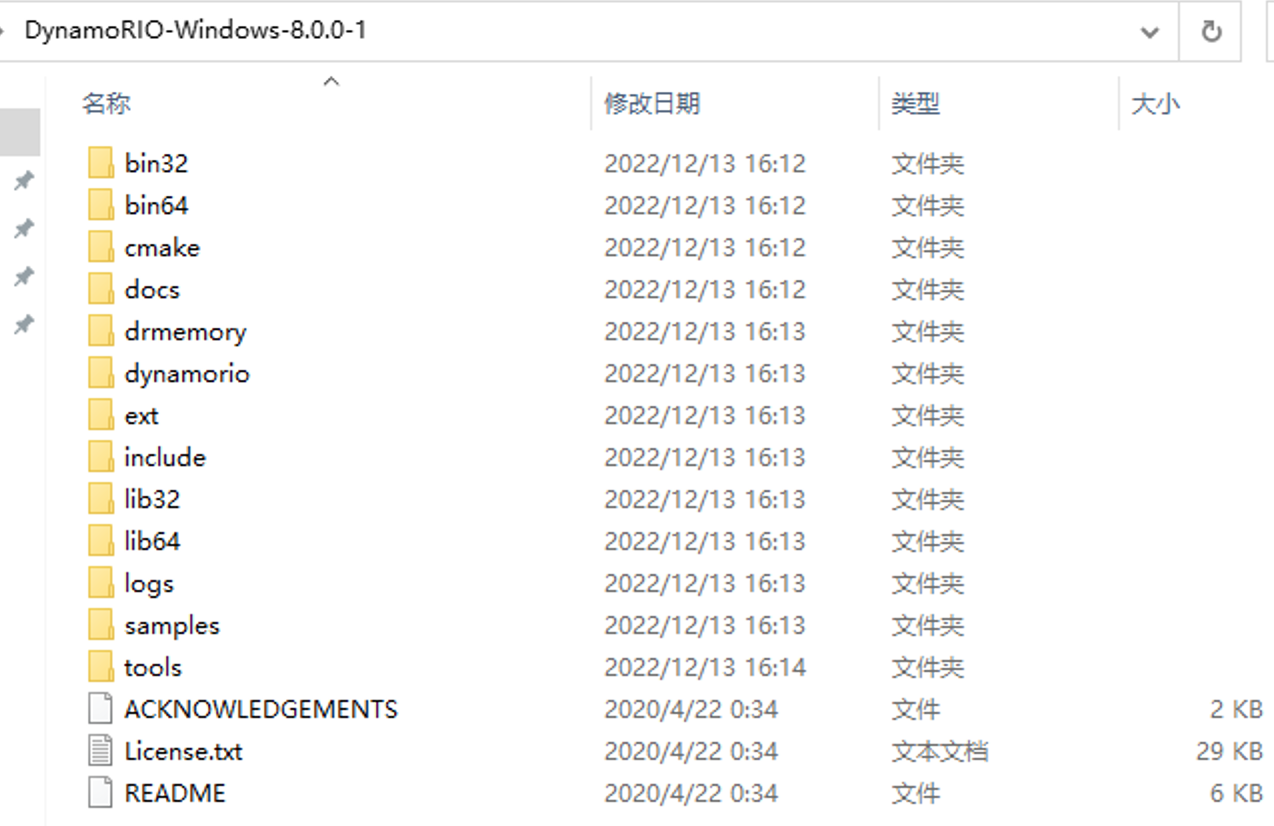 DynamoRIO-Windows-8.0.0-1
名称 修改日期 类型 大小
bin32 2022/12/13 16:12 文件夹
bin64 2022/12/13 16:12 文件夹
cmake 2022/12/13 16:12 文件夹
docs 2022/12/13 16:12 文件夹
drmemory 2022/12/13 16:13 文件夹
dynamorio 2022/12/13 16:13 文件夹
ext 2022/12/13 16:13 文件夹
include 2022/12/13 16:13 文件夹
lib32 2022/12/13 16:13 文件夹
lib64 2022/12/13 16:13 文件夹
logs 2022/12/13 16:13 文件夹
samples 2022/12/13 16:13 文件夹
tools 2022/12/13 16:14 文件夹
ACKNOWLEDGEMENTS 2020/4/22 0:34 文件 2 KB
License.txt 2020/4/22 0:34 文本文档 29 KB
README 2020/4/22 0:34 文件 6 KB